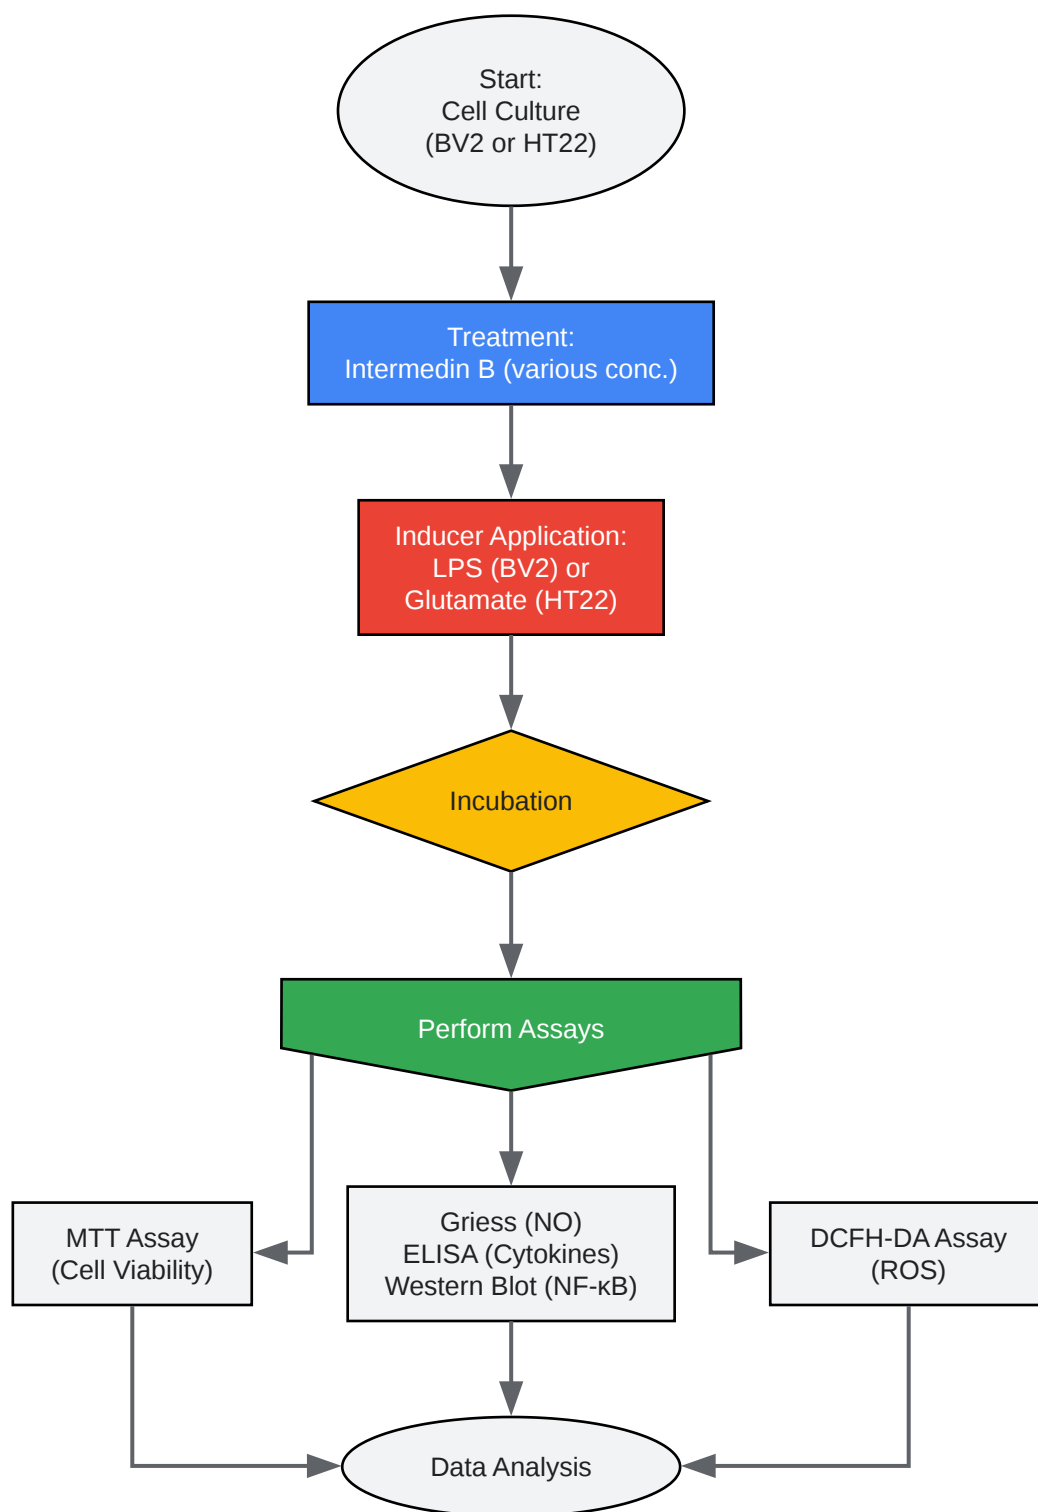 Start:
Cell Culture
(BV2 or HT22)
Treatment:
Intermedin B (various conc.)
Inducer Application:
LPS (BV2) or
Glutamate (HT22)
Incubation
Perform Assays
MTT Assay
(Cell Viability)
Griess (NO)
ELISA (Cytokines)
Western Blot (NF-κB)
DCFH-DA Assay
(ROS)
Data Analysis